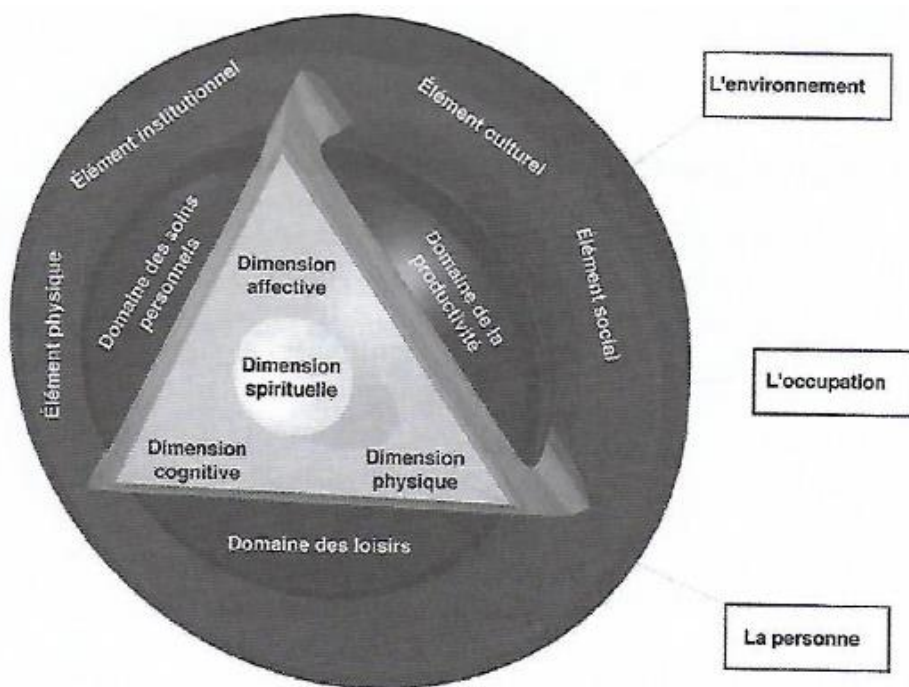 L'environnement
Élément institutionnel
Élément culturel
Élément physique
Domaine des soins
personnels
Domaine de la
productivité
Élément social
Dimension
affective
Dimension
spirituelle
L'occupation
Dimension
cognitive
Dimension
physique
Domaine des loisirs
La personne